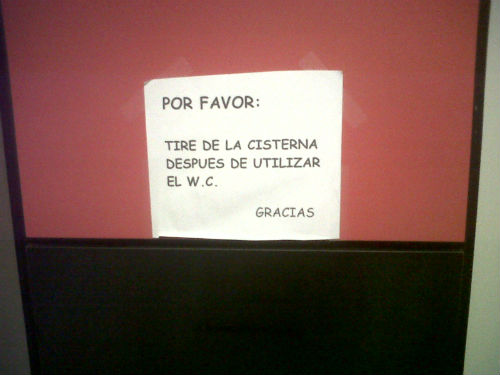 POR FAVOR:
TIRE DE LA CISTERNA
DESPUES DE UTILIZAR
EL W.C.
GRACIAS